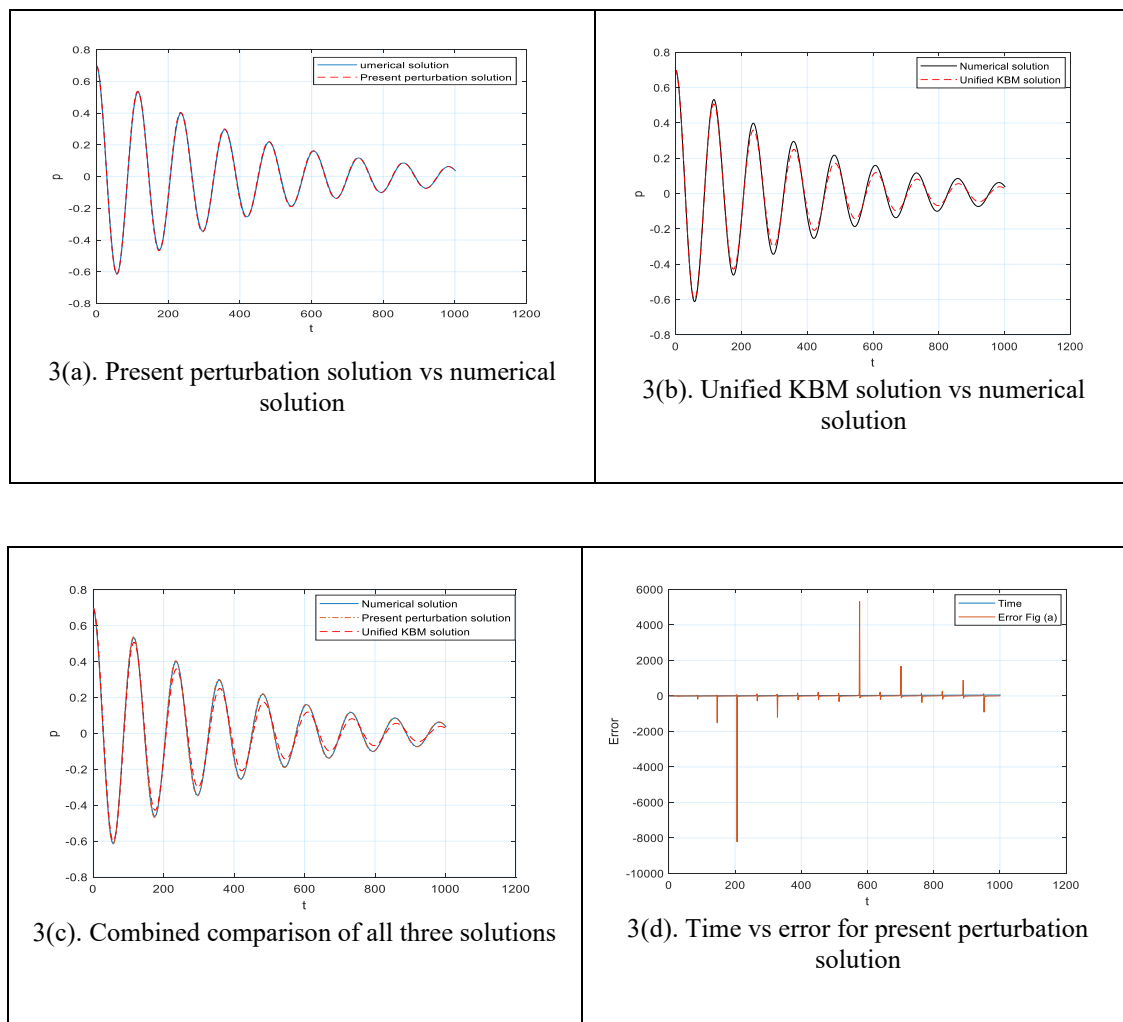 0.8
0.6
0.4
0.2
0
-0.2
-0.4
-0.6
-0.8
p
umerical solution
Present perturbation solution
0 200 400 600 800 1000 1200
t
3(a). Present perturbation solution vs numerical
solution
0.8
0.6
0.4
0.2
0
-0.2
-0.4
-0.6
-0.8
p
Numerical solution
Unified KBM solution
0 200 400 600 800 1000 1200
t
3(b). Unified KBM solution vs numerical
solution
0.8
0.6
0.4
0.2
0
-0.2
-0.4
-0.6
-0.8
p
Numerical solution
Present perturbation solution
Unified KBM solution
0 200 400 600 800 1000 1200
t
3(c). Combined comparison of all three solutions
6000
4000
2000
0
-2000
-4000
-6000
-8000
-10000
Error
Time
Error Fig (a)
0 200 400 600 800 1000 1200
t
3(d). Time vs error for present perturbation
solution